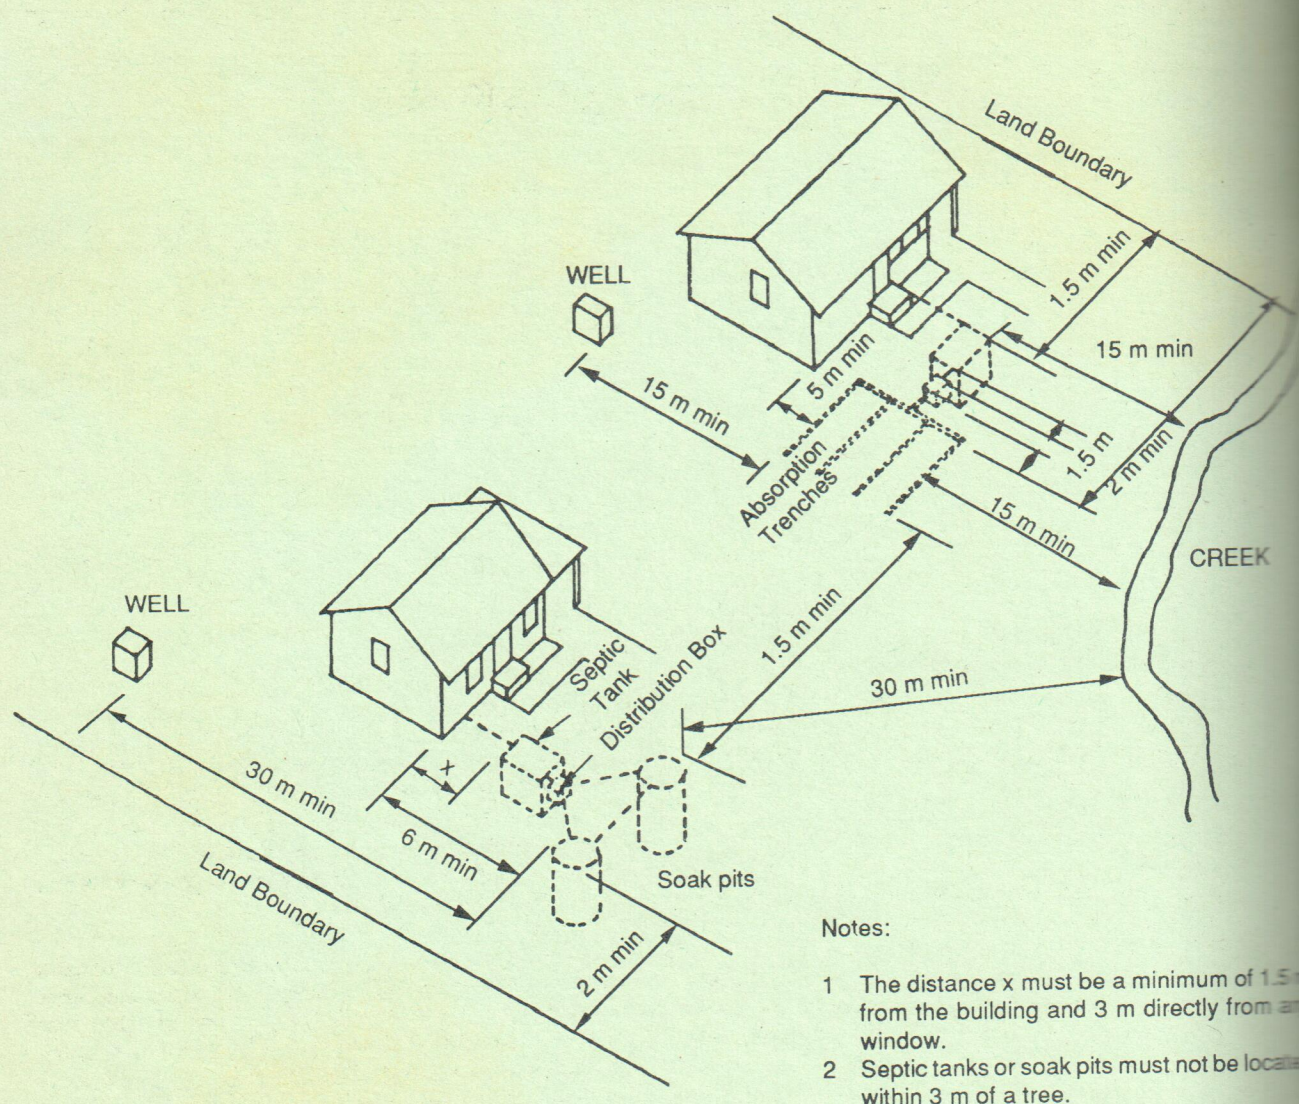 Land Boundary
WELL
1.5 m min
15 m min
5 m min
15 m min
1.5 m
2 m min
Absorption
Trenches
15 m min
CREEK
WELL
1.5 m min
Septic
Tank
Distribution Box
30 m min
x
30 m min
6 m min
Land Boundary
Soak pits
2 m min
Notes:
1 The distance x must be a minimum of 1.5
from the building and 3 m directly from
window.
2 Septic tanks or soak pits must not be
within 3 m of a tree.